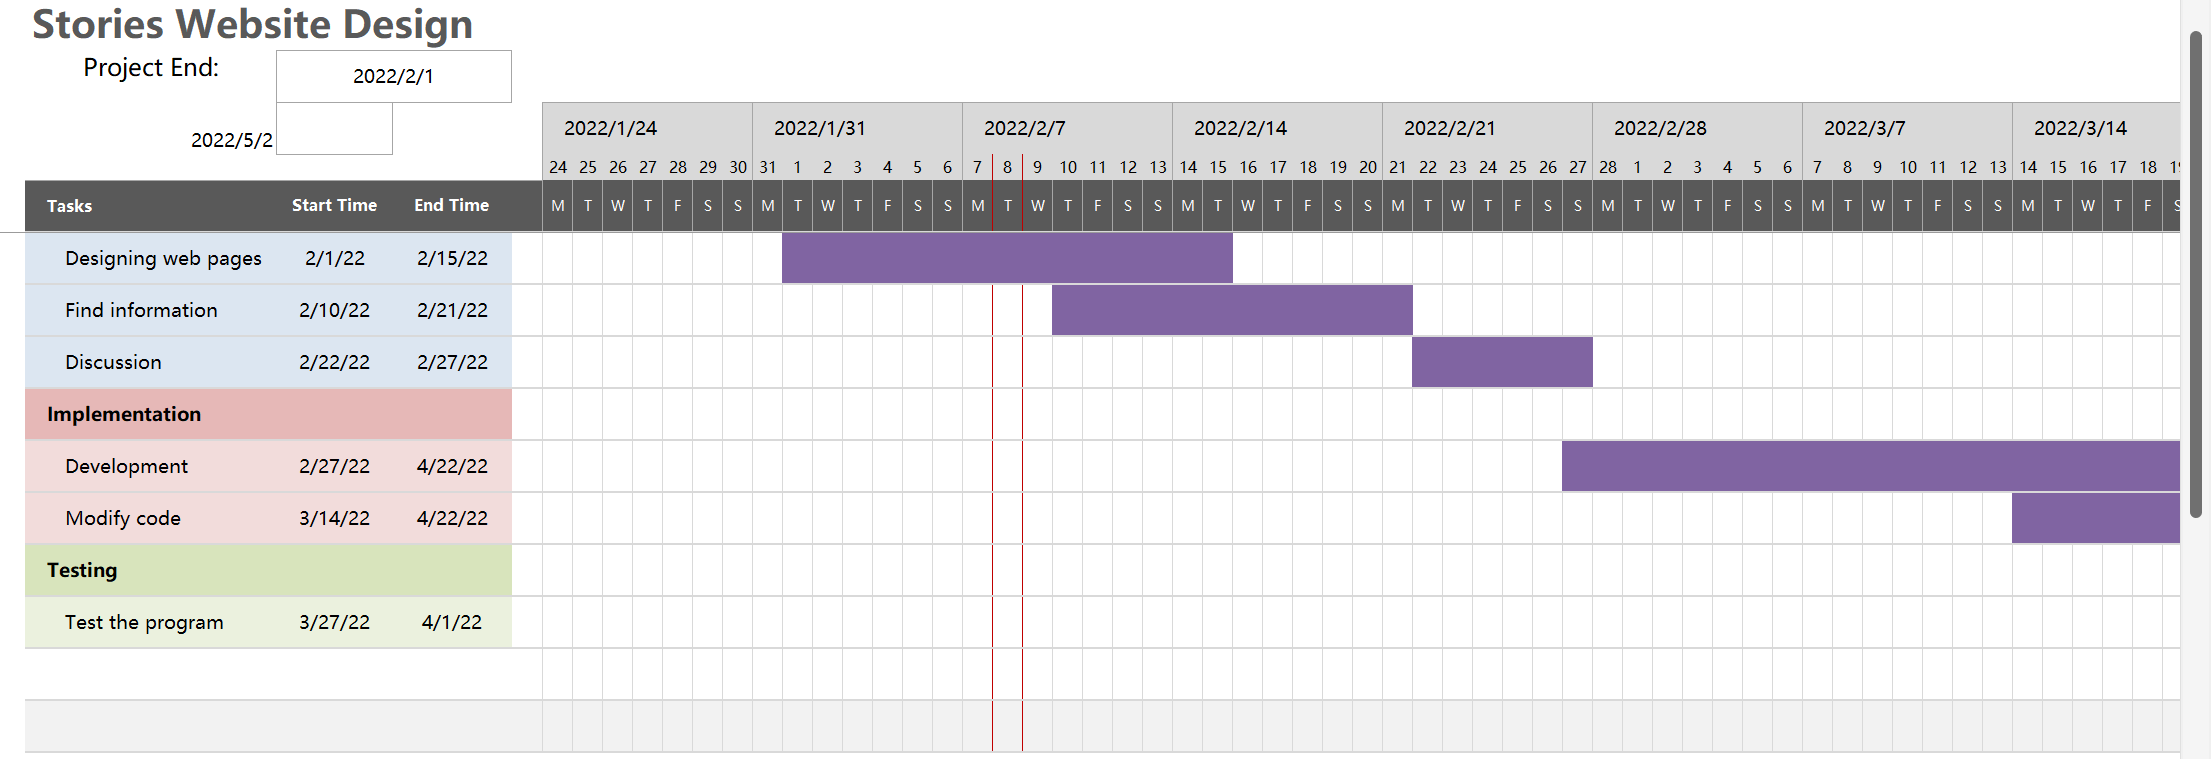 Stories Website Design
Project End:
2022/2/1
2022/5/2
2022/1/24 2022/1/31 2022/2/7 2022/2/14 2022/2/21 2022/2/28 2022/3/7 2022/3/14
24 25 26 27 28 29 30 31 1 2 3 4 5 6 7 8 9 10 11 12 13 14 15 16 17 18 19 20 21 22 23 24 25 26 27 28 1 2 3 4 5 6 7 8 9 10 11 12 13 14 15 16 17 18
Tasks Start Time End Time M T W T F S S M T W T F S S M T W T F S S M T W T F S S M T W T F S S M T W T F S S M T W T F S S M T W T F S
Designing web pages 2/1/22 2/15/22
Find information 2/10/22 2/21/22
Discussion 2/22/22 2/27/22
Implementation
Development 2/27/22 4/22/22
Modify code 3/14/22 4/22/22
Testing
Test the program 3/27/22 4/1/22